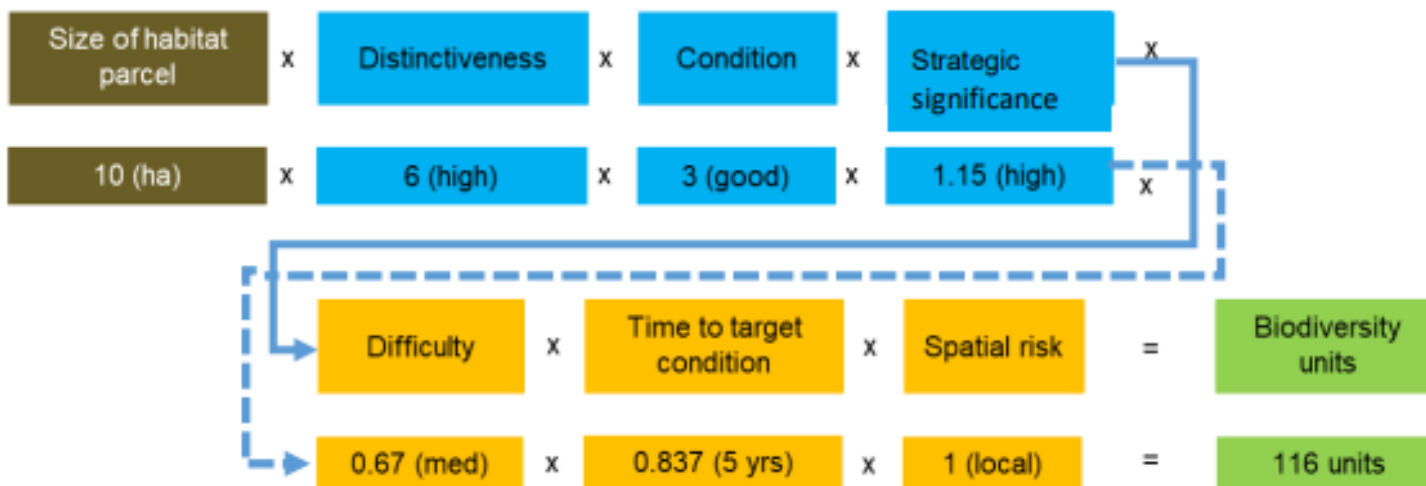 Size of habitat
parcel
x
Distinctiveness
x
Condition
x
Strategic
significance
x
10 (ha)
x
6 (high)
x
3 (good)
x
1.15 (high)
x
Difficulty
x
Time to target
condition
x
Spatial risk
=
Biodiversity
units
0.67 (med)
x
0.837 (5 yrs)
x
1 (local)
=
116 units